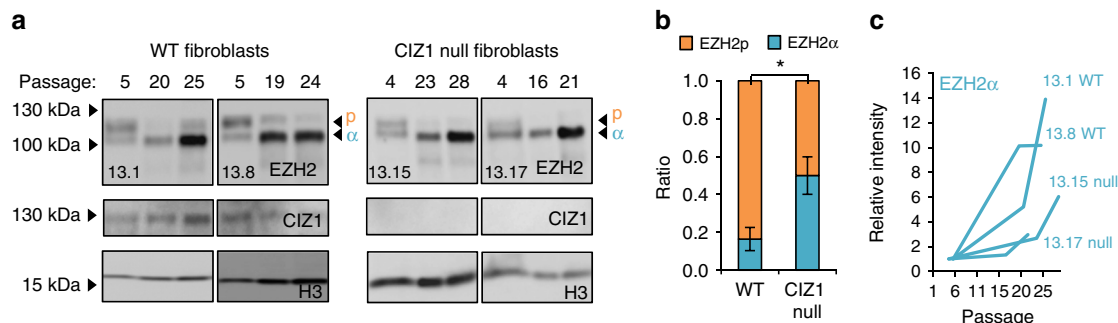 a
WT fibroblasts
CIZ1 null fibroblasts
Passage: 5 20 25 5 19 24 4 23 28 4 16 21
130 kDa
100 kDa
p
α
p
α
13.1
13.8 EZH2
13.15
13.17 EZH2
130 kDa
CIZ1
CIZ1
15 kDa
H3
H3
b
EZH2p EZH2α
*
Ratio
1.0
0.8
0.6
0.4
0.2
0.0
WT
CIZ1
null
c
EZH2α
Relative intensity
16
14
12
10
8
6
4
2
0
13.1 WT
13.8 WT
13.15 null
13.17 null
1 6 11 15 20 25
Passage